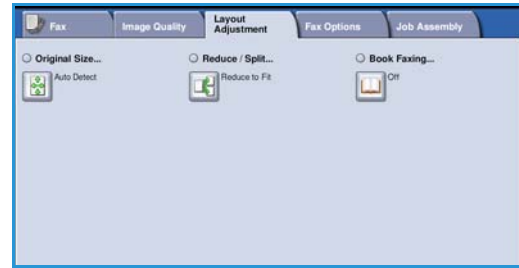 Fax
Image Quality
Layout
Adjustment
Fax Options
Job Assembly
Original Size...
Reduce / Split...
Book Faxing...
Auto Detect
Reduce to Fit
Off